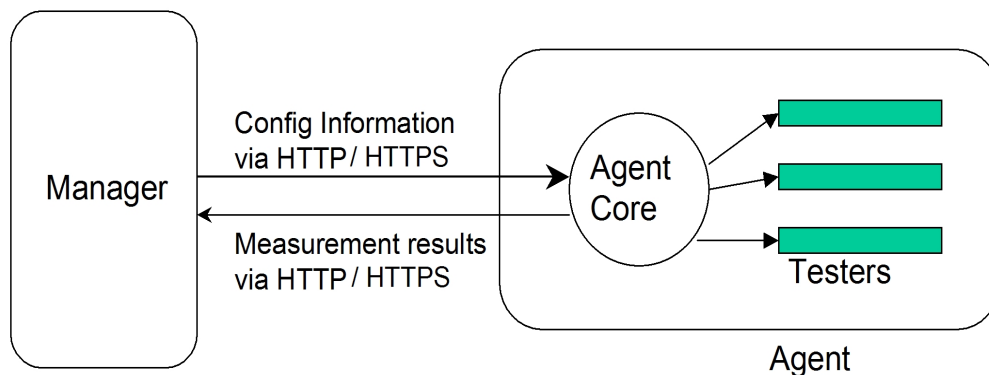 Manager
Config Information
via HTTP / HTTPS
Measurement results
via HTTP / HTTPS
Agent
Core
Testers
Agent